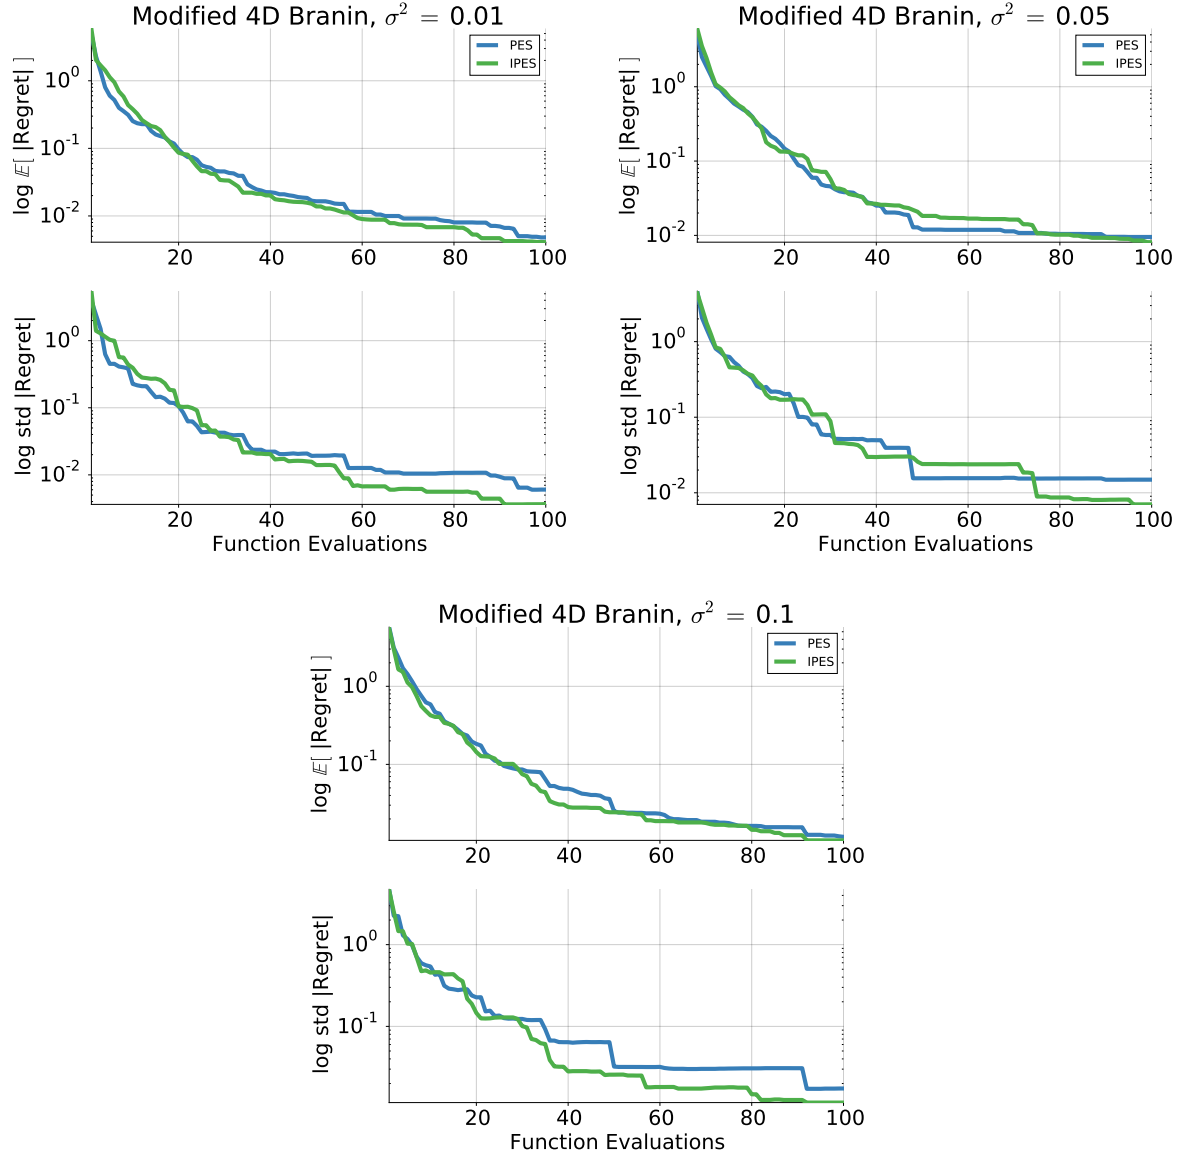 Modified 4D Branin, σ² = 0.01
log 𝔼[ |Regret| ]
10⁰
10⁻¹
10⁻²
PES
IPES
20 40 60 80 100
log std |Regret|
10⁰
10⁻¹
10⁻²
20 40 60 80 100
Function Evaluations
Modified 4D Branin, σ² = 0.05
log 𝔼[ |Regret| ]
10⁰
10⁻¹
10⁻²
PES
IPES
20 40 60 80 100
log std |Regret|
10⁰
10⁻¹
10⁻²
20 40 60 80 100
Function Evaluations
Modified 4D Branin, σ² = 0.1
log 𝔼[ |Regret| ]
10⁰
10⁻¹
PES
IPES
20 40 60 80 100
log std |Regret|
10⁰
10⁻¹
20 40 60 80 100
Function Evaluations